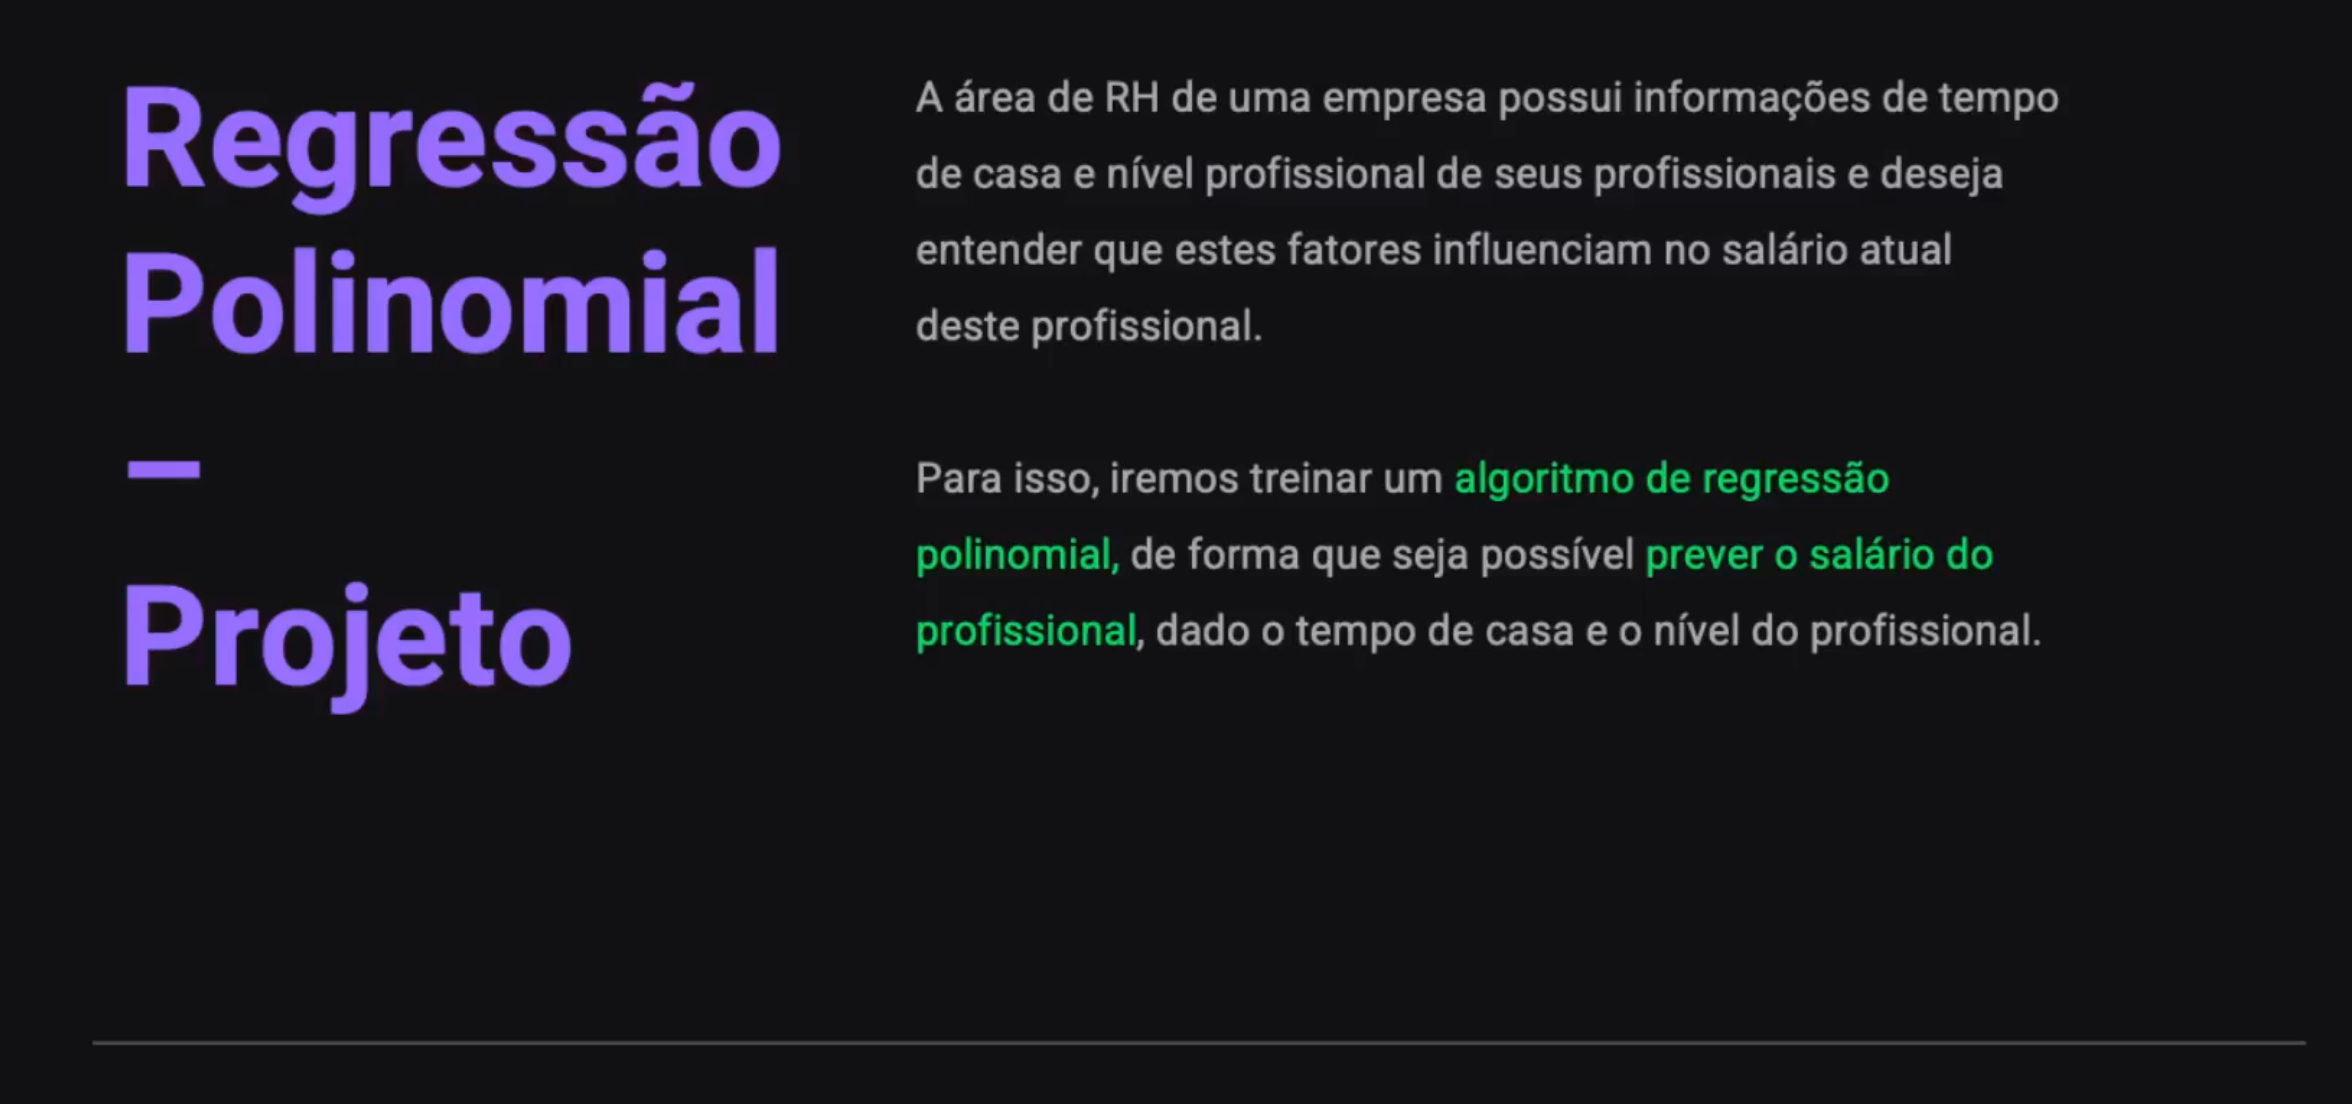 Regressão
Polinomial
–
Projeto
A área de RH de uma empresa possui informações de tempo
de casa e nível profissional de seus profissionais e deseja
entender que estes fatores influenciam no salário atual
deste profissional.
Para isso, iremos treinar um algoritmo de regressão
polinomial, de forma que seja possível prever o salário do
profissional, dado o tempo de casa e o nível do profissional.